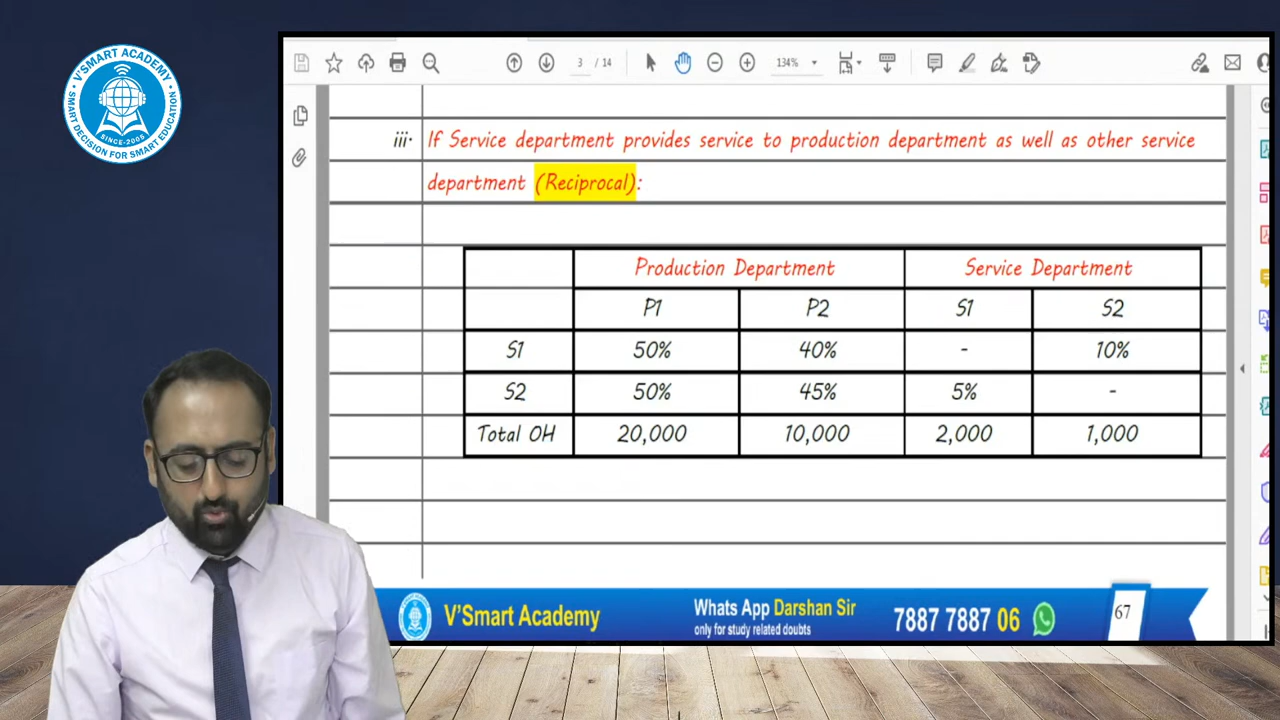 V'SMART ACADEMY
SMART DECISION FOR SMART EDUCATION
SINCE-2006
3 / 14
134%
iii. If Service department provides service to production department as well as other service
department (Reciprocal):
Production Department Service Department
P1 P2 S1 S2
S1 50% 40% - 10%
S2 50% 45% 5% -
Total OH 20,000 10,000 2,000 1,000
V'Smart Academy
Whats App Darshan Sir
only for study related doubts
7887 7887 06
67